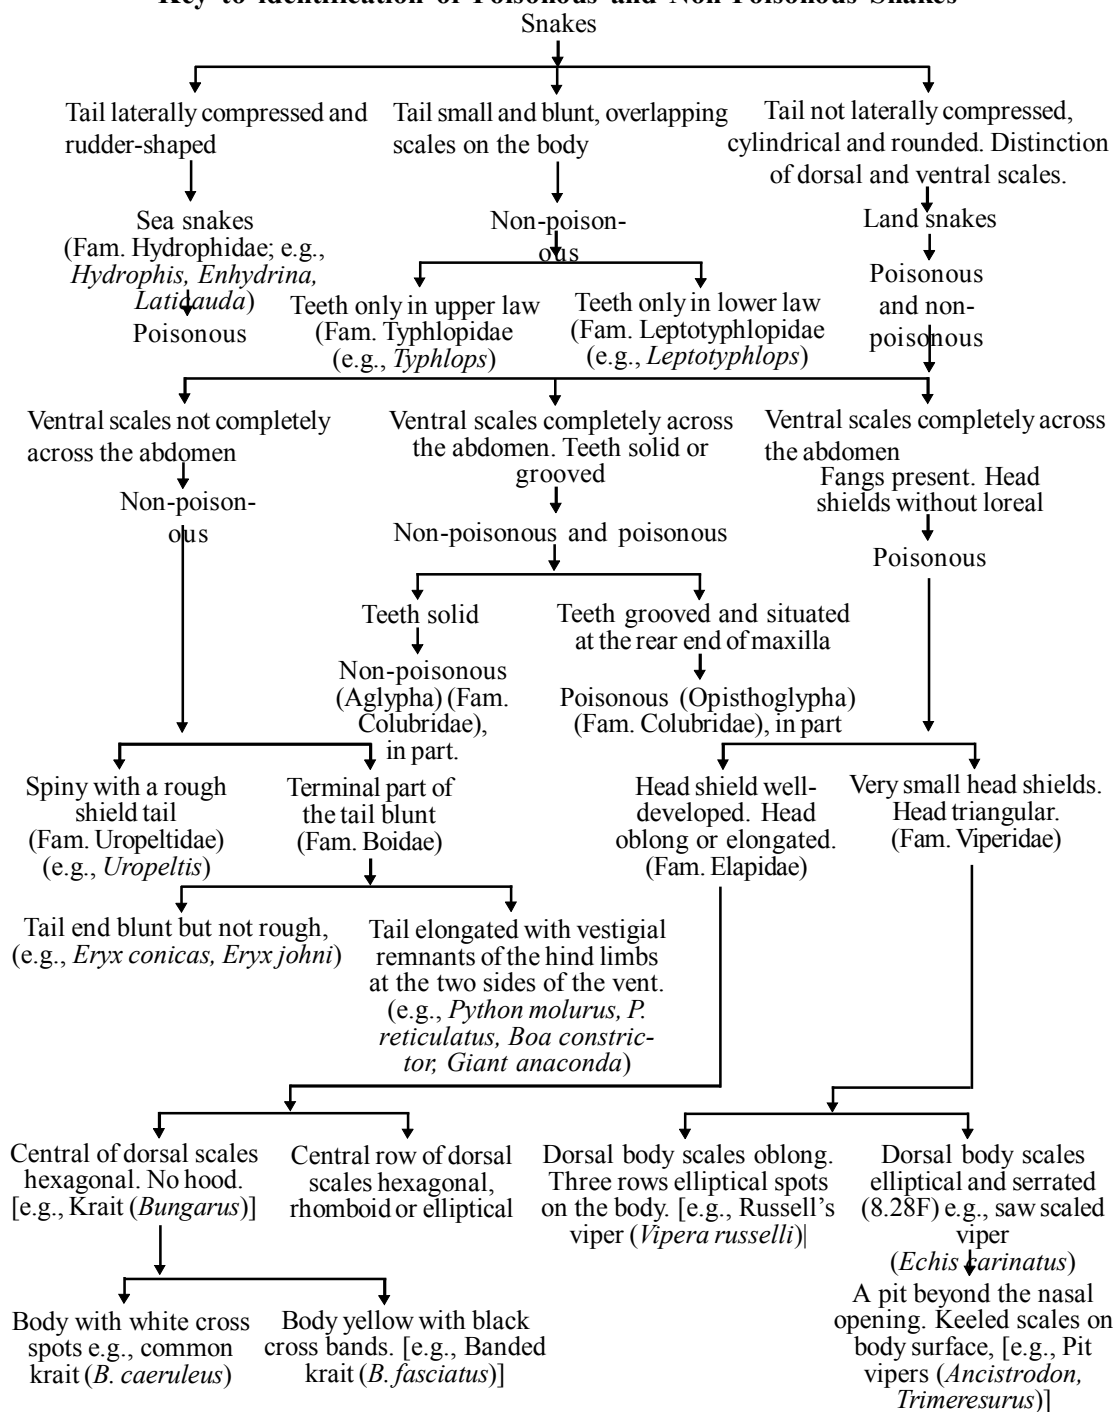 Key to identification of Poisonous and Non-Poisonous Snakes
Snakes
Tail laterally compressed and
rudder-shaped
Tail small and blunt, overlapping
scales on the body
Tail not laterally compressed,
cylindrical and rounded. Distinction
of dorsal and ventral scales.
Sea snakes
(Fam. Hydrophidae; e.g.,
Hydrophis, Enhydrina,
Laticauda)
Poisonous
Non-poison-
ous
Teeth only in upper law
(Fam. Typhlopidae
(e.g., Typhlops)
Teeth only in lower law
(Fam. Leptotyphlopidae
(e.g., Leptotyphlops)
Land snakes
Poisonous
and non-
poisonous
Ventral scales not completely
across the abdomen
Non-poison-
ous
Ventral scales completely across
the abdomen. Teeth solid or
grooved
Non-poisonous and poisonous
Ventral scales completely across
the abdomen
Fangs present. Head
shields without loreal
Poisonous
Teeth solid
Non-poisonous
(Aglypha) (Fam.
Colubridae),
in part.
Teeth grooved and situated
at the rear end of maxilla
Poisonous (Opisthoglypha)
(Fam. Colubridae), in part
Spiny with a rough
shield tail
(Fam. Uropeltidae)
(e.g., Uropeltis)
Terminal part of
the tail blunt
(Fam. Boidae)
Head shield well-
developed. Head
oblong or elongated.
(Fam. Elapidae)
Very small head shields.
Head triangular.
(Fam. Viperidae)
Tail end blunt but not rough,
(e.g., Eryx conicas, Eryx johni)
Tail elongated with vestigial
remnants of the hind limbs
at the two sides of the vent.
(e.g., Python molurus, P.
reticulatus, Boa constric-
tor, Giant anaconda)
Central of dorsal scales
hexagonal. No hood.
[e.g., Krait (Bungarus)]
Central row of dorsal
scales hexagonal,
rhomboid or elliptical
Dorsal body scales oblong.
Three rows elliptical spots
on the body. [e.g., Russell's
viper (Vipera russelli)|
Dorsal body scales
elliptical and serrated
(8.28F) e.g., saw scaled
viper
(Echis carinatus)
Body with white cross
spots e.g., common
krait (B. caeruleus)
Body yellow with black
cross bands. [e.g., Banded
krait (B. fasciatus)]
A pit beyond the nasal
opening. Keeled scales on
body surface, [e.g., Pit
vipers (Ancistrodon,
Trimeresurus)]